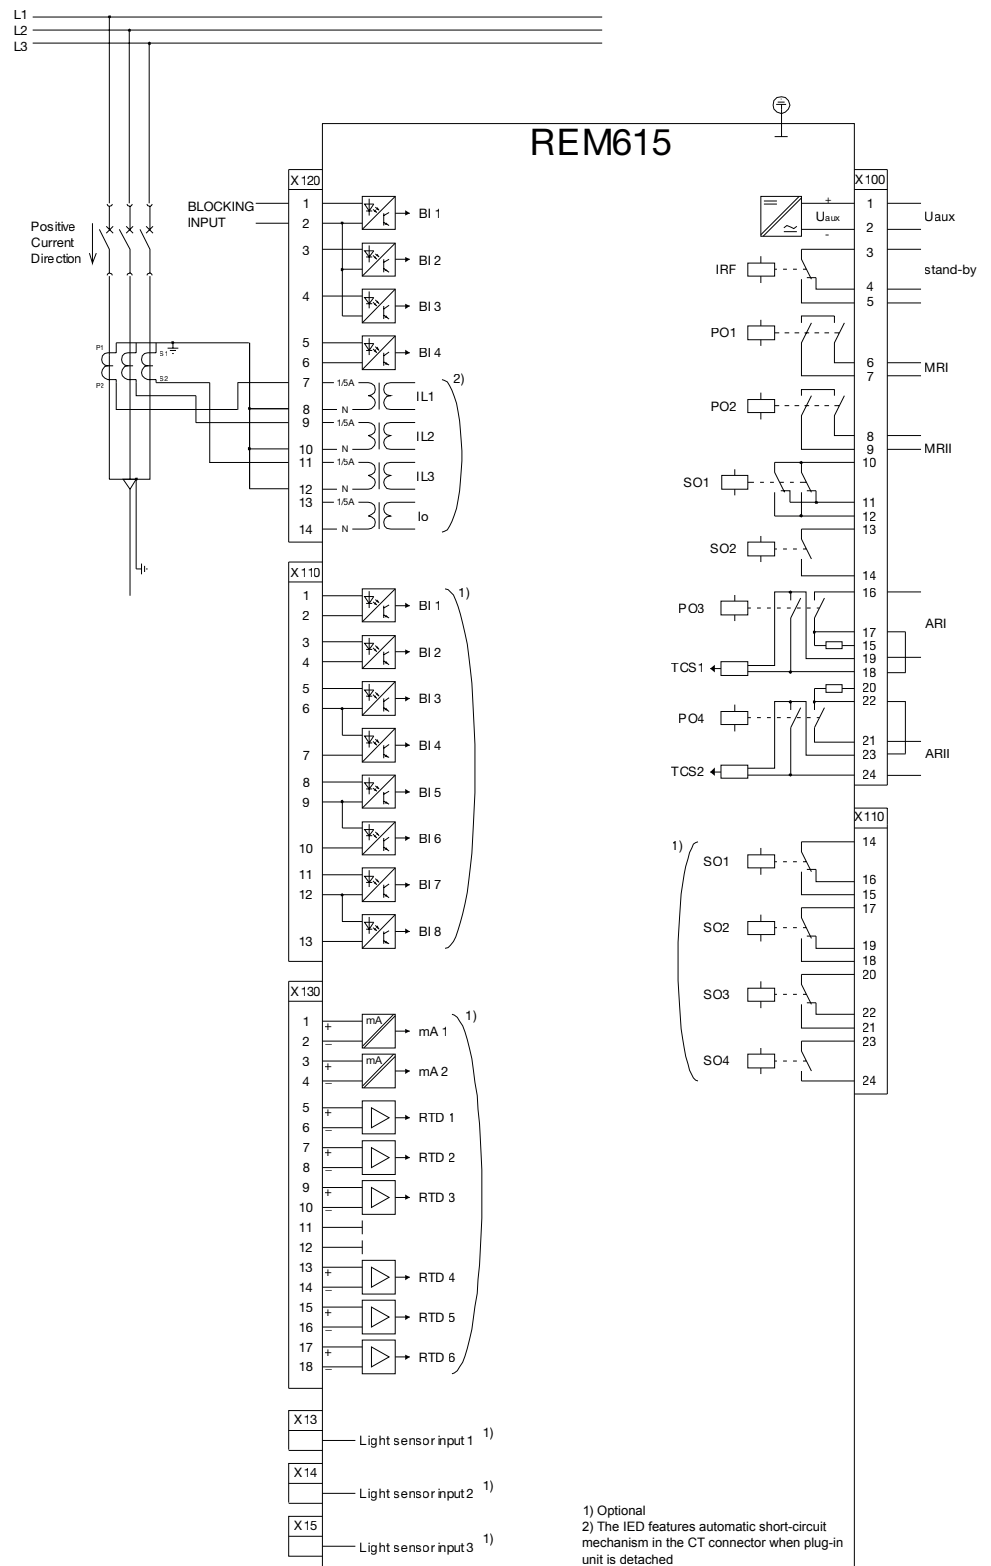 L1
L2
L3
REM615
X120
X100
BLOCKING
INPUT
1
2
BI 1
3
BI 2
4
BI 3
5
6
BI 4
7
1/5A
IL1
2)
8
N
9
1/5A
IL2
10
N
11
1/5A
IL3
12
N
13
1/5A
Io
14
N
Positive
Current
Direction
P1
P2
S1
S2
+
Uaux
-
1
2
Uaux
IRF
3
4
5
stand-by
PO1
6
7
MRI
PO2
8
9
MRII
SO1
10
11
12
SO2
13
14
PO3
16
17
15
19
18
ARI
TCS1
PO4
20
22
21
23
24
ARII
TCS2
X110
1
2
BI 1
1)
3
4
BI 2
5
6
BI 3
7
BI 4
8
9
BI 5
10
BI 6
11
12
BI 7
13
BI 8
X110
1)
SO1
14
16
15
SO2
17
19
18
SO3
20
22
21
SO4
23
24
X130
1
+
2
–
mA
mA 1
1)
3
+
4
–
mA
mA 2
5
+
6
–
RTD 1
7
+
8
–
RTD 2
9
+
10
–
RTD 3
11
12
13
+
14
–
RTD 4
15
+
16
–
RTD 5
17
+
18
–
RTD 6
X13
Light sensor input 1 1)
X14
Light sensor input 2 1)
X15
Light sensor input 3 1)
1) Optional
2) The IED features automatic short-circuit
mechanism in the CT connector when plug-in
unit is detached